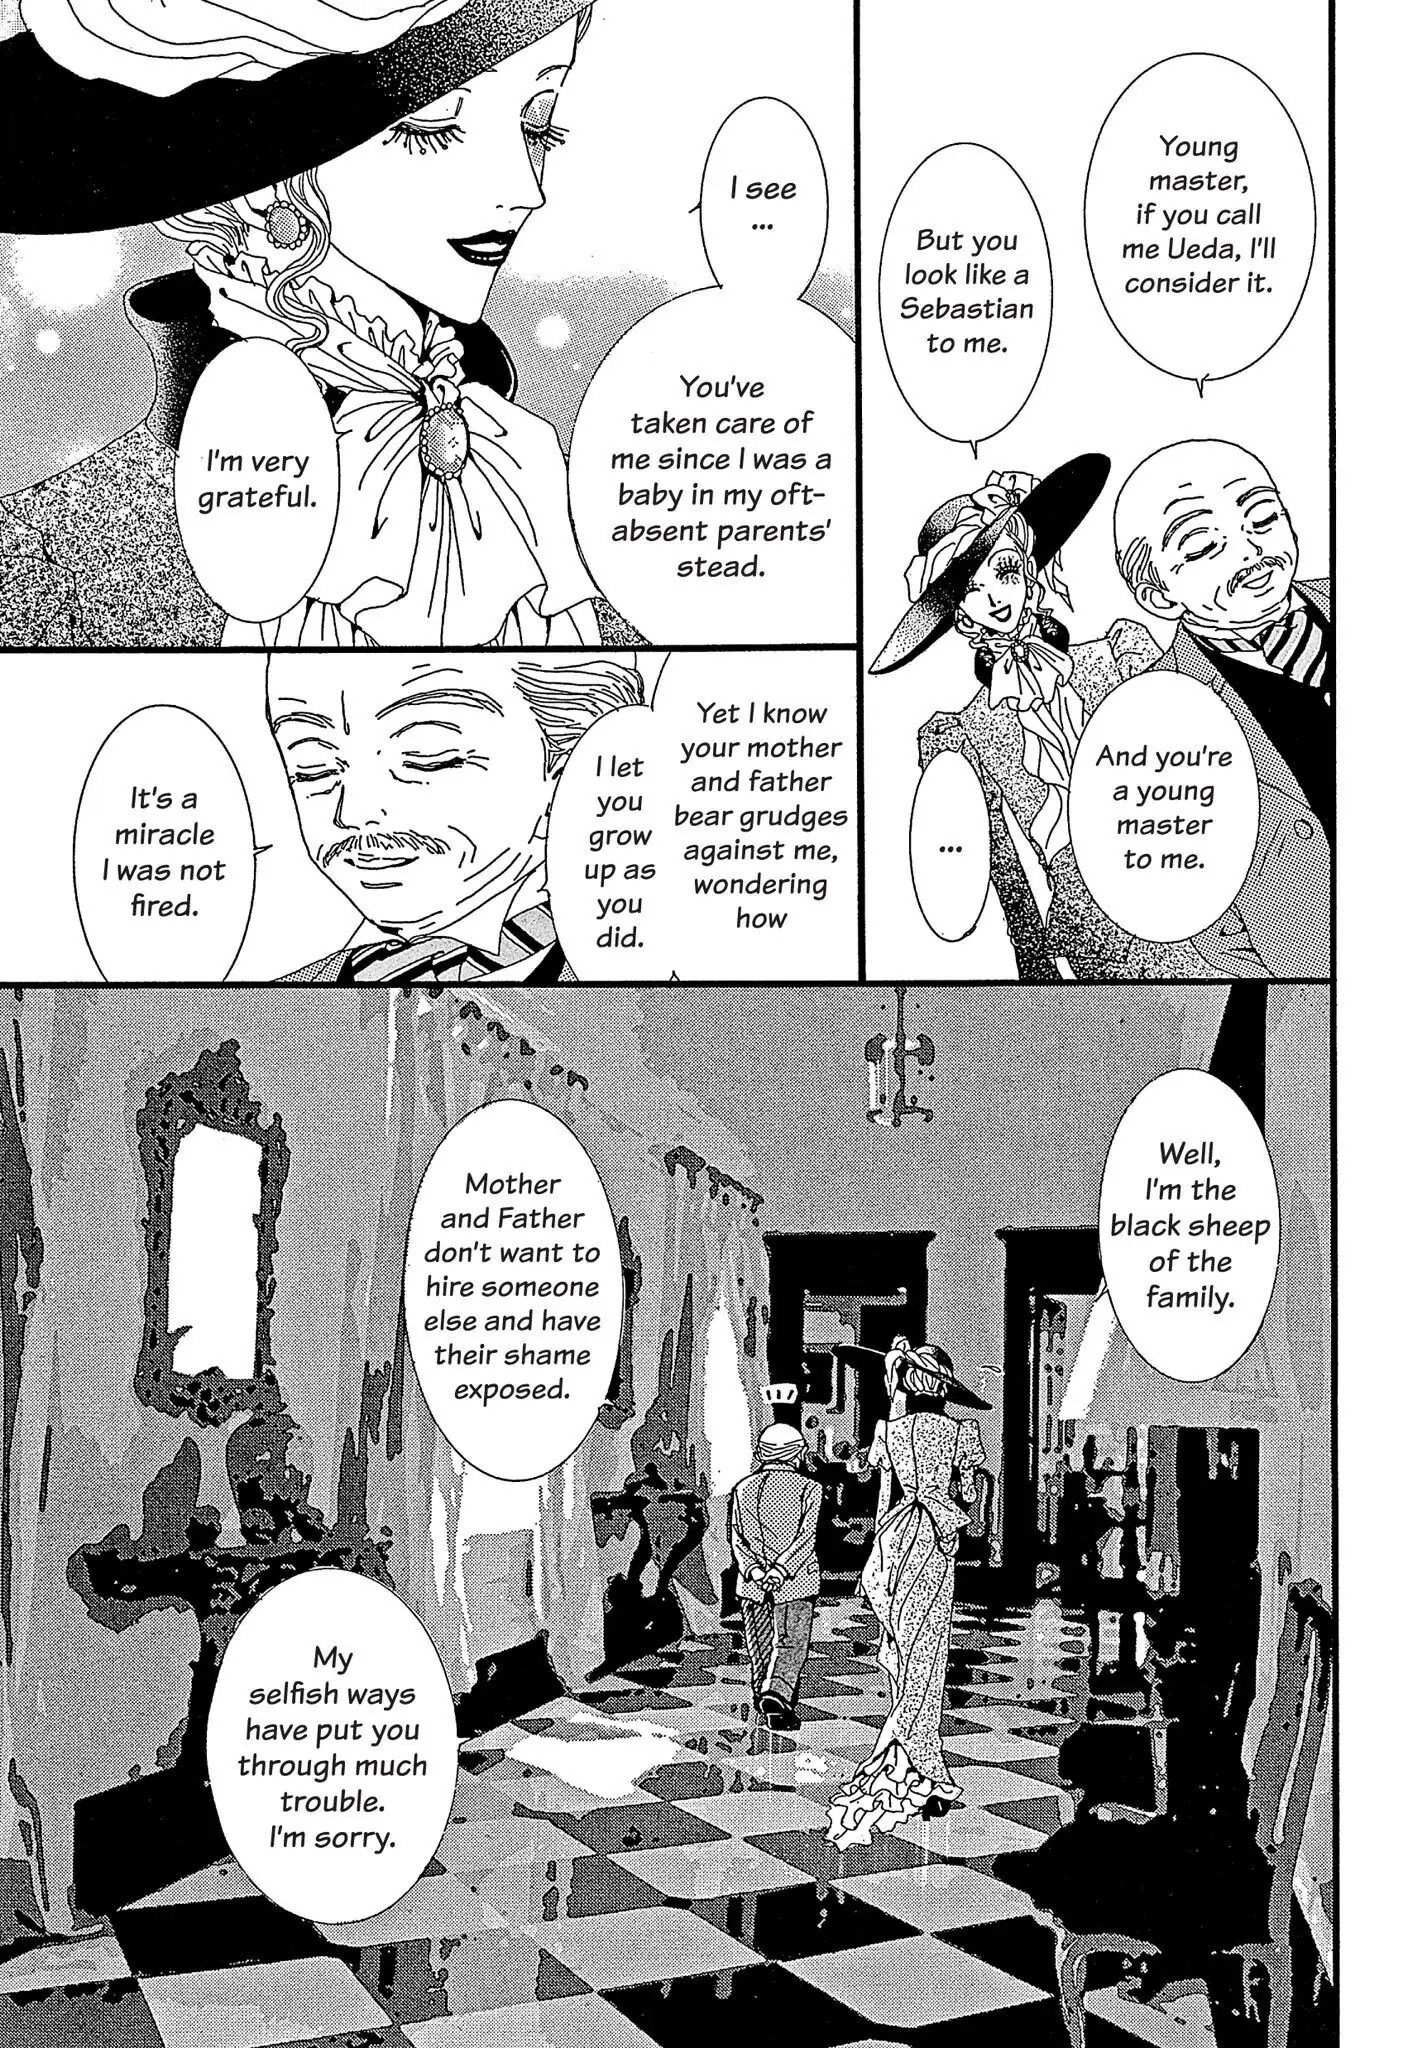 Young
master,
if you call
me Ueda, I'll
consider it.
But you
look like a
Sebastian
to me.
And you're
a young
master
to me.
...
I see
...
You've
taken care of
me since I was a
baby in my oft-
absent parents'
stead.
I'm very
grateful.
Yet I know
your mother
and father
bear grudges
against me,
wondering
how
I let
you
grow
up as
you
did.
It's a
miracle
I was not
fired.
Well,
I'm the
black sheep
of the
family.
Mother
and Father
don't want to
hire someone
else and have
their shame
exposed.
My
selfish ways
have put you
through much
trouble.
I'm sorry.